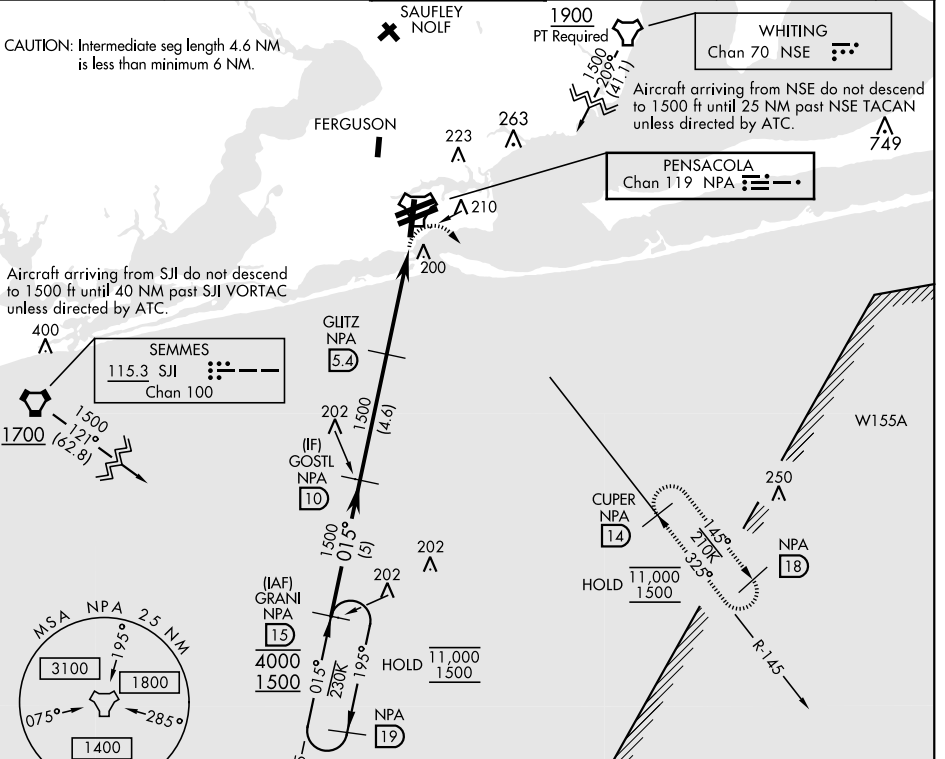 SAUFLEY
NOLF
1900
PT Required
WHITING
Chan 70 NSE
CAUTION: Intermediate seg length 4.6 NM
is less than minimum 6 NM.
1500
209°
(41.1)
Aircraft arriving from NSE do not descend
to 1500 ft until 25 NM past NSE TACAN
unless directed by ATC.
749
FERGUSON
223
263
PENSACOLA
Chan 119 NPA
210
200
Aircraft arriving from SJI do not descend
to 1500 ft until 40 NM past SJI VORTAC
unless directed by ATC.
400
SEMMES
115.3 SJI
Chan 100
1700
1500
121°
(62.8)
GLITZ
NPA
5.4
1500
(4.6)
202
(IF)
GOSTL
NPA
10
1500
015°
(5)
W155A
250
CUPER
NPA
14
145°
210K
325°
NPA
18
HOLD 11,000
1500
R-145
202
202
(IAF)
GRANI
NPA
15
4000
1500
015°
230K
195°
HOLD 11,000
1500
NPA
19
MSA NPA 25 NM
195°
3100
1800
075°
285°
1400